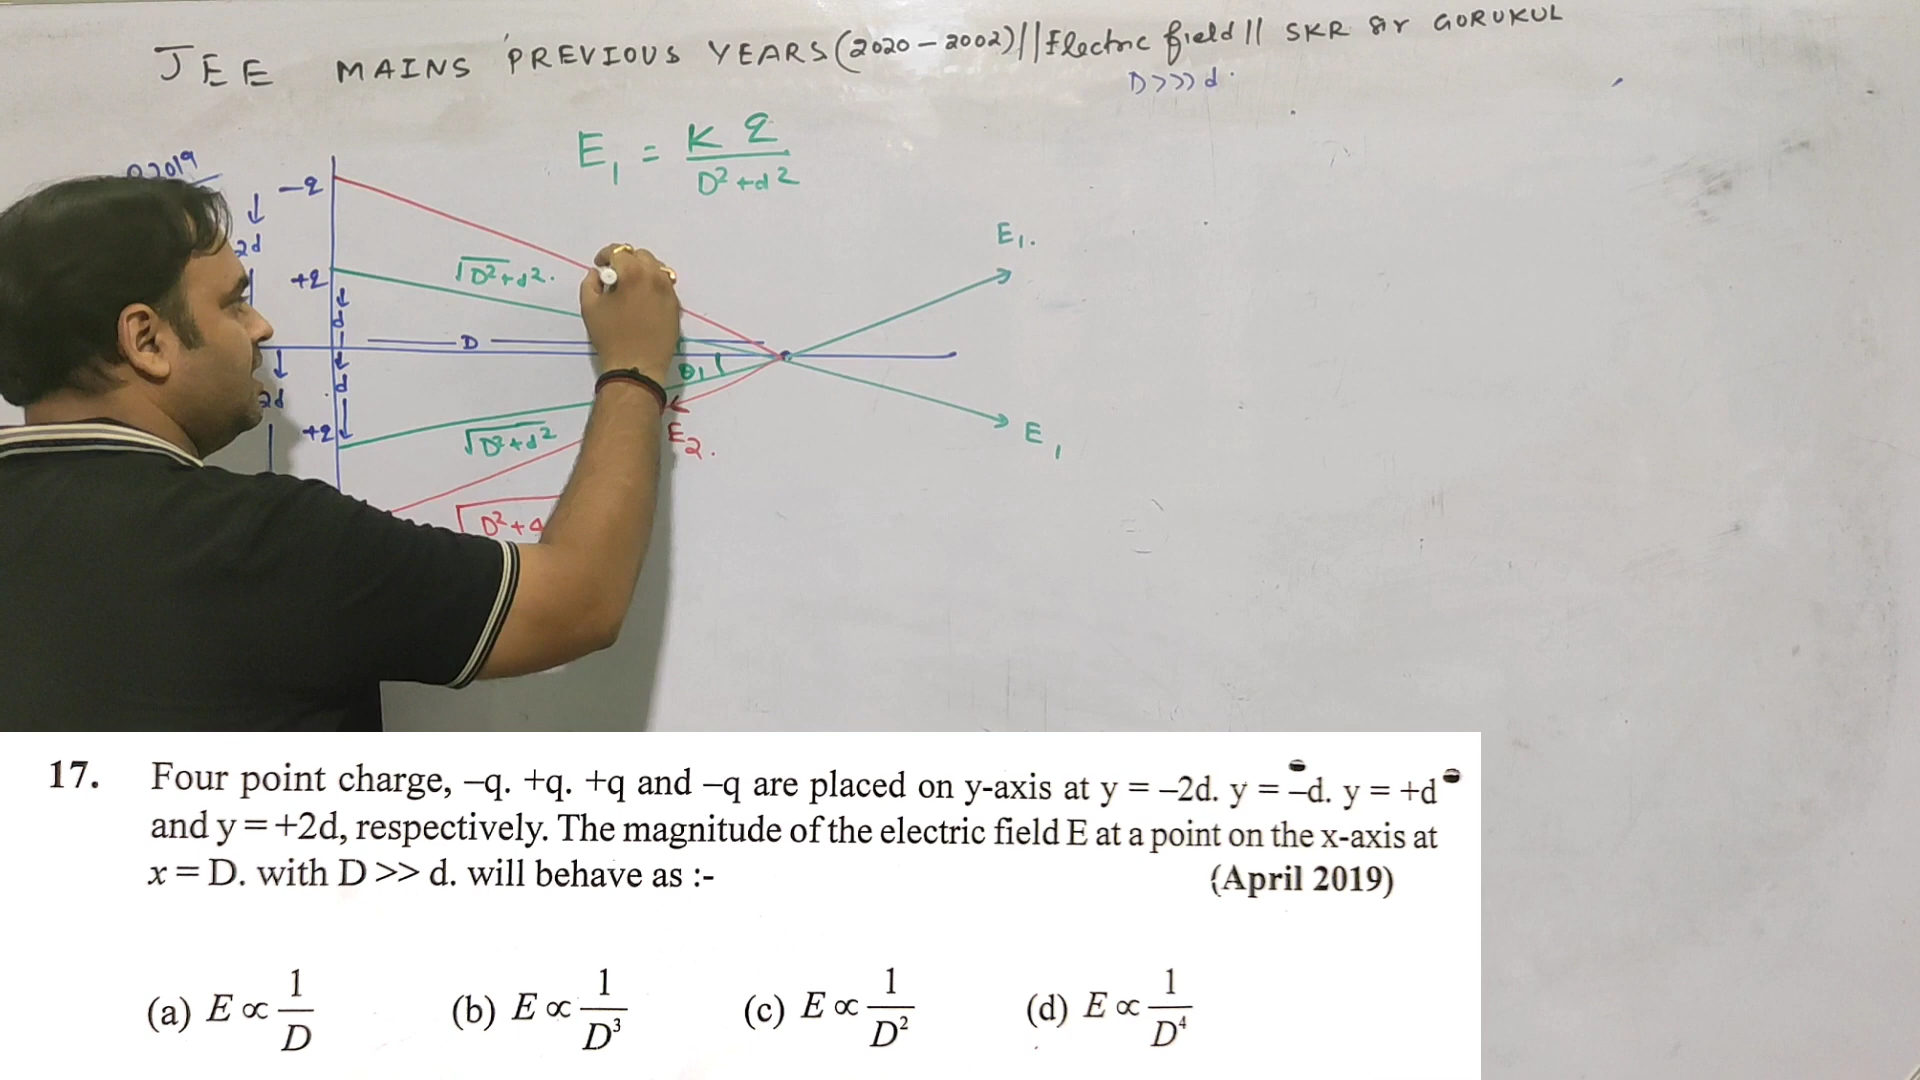 JEE MAINS PREVIOUS YEARS(2020-2002)||Electric field|| SKR Sir GORUKUL
D>>>d.
E₁ = K q / D²+d²
2019
-q
2d
+q
√D²+d².
E₁.
d
D
θ₁
d
2d
+q
√D²+d²
E₂.
E₁
√D²+4
17. Four point charge, –q. +q. +q and –q are placed on y-axis at y = –2d. y = –d. y = +d
and y = +2d, respectively. The magnitude of the electric field E at a point on the x-axis at
x = D. with D >> d. will behave as :- (April 2019)
(a) E ∝ 1/D (b) E ∝ 1/D³ (c) E ∝ 1/D² (d) E ∝ 1/D⁴